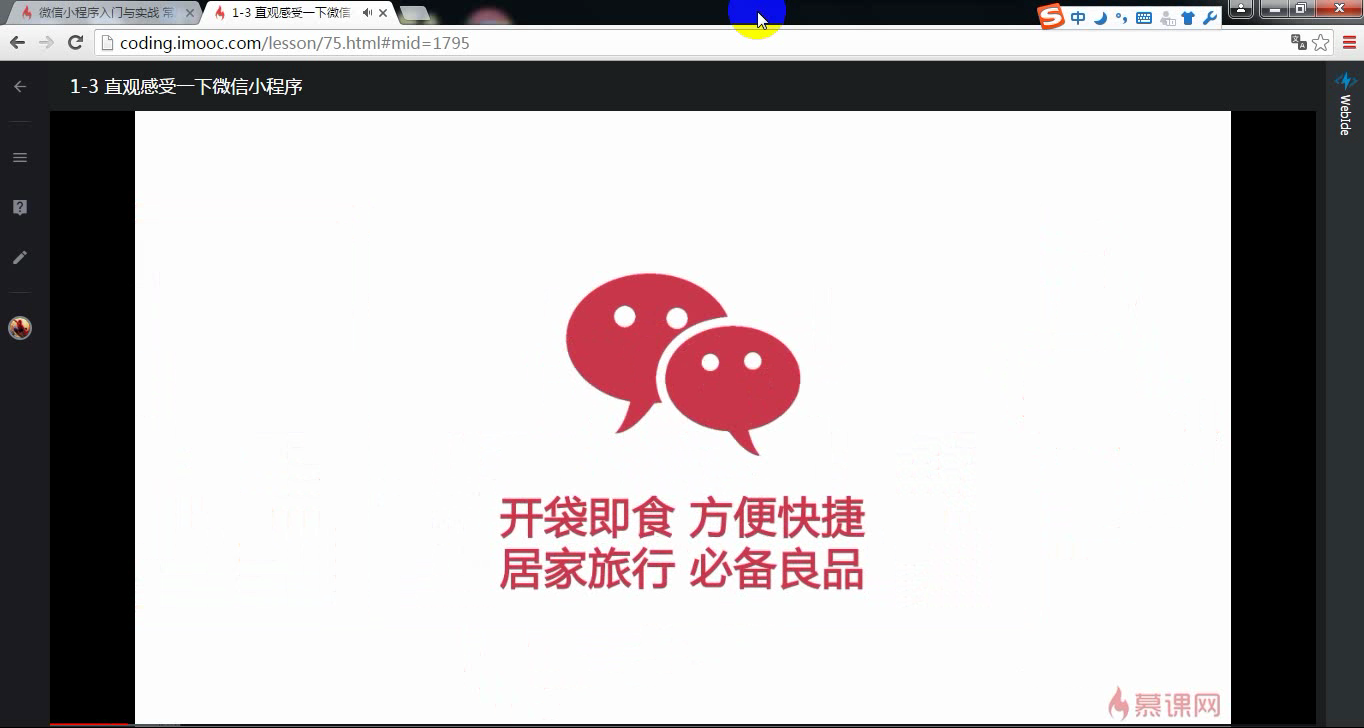 微信小程序入门与实战 常
1-3 直观感受一下微信
中
coding.imooc.com/lesson/75.html#mid=1795
1-3 直观感受一下微信小程序
WebIde
开袋即食 方便快捷
居家旅行 必备良品
慕课网